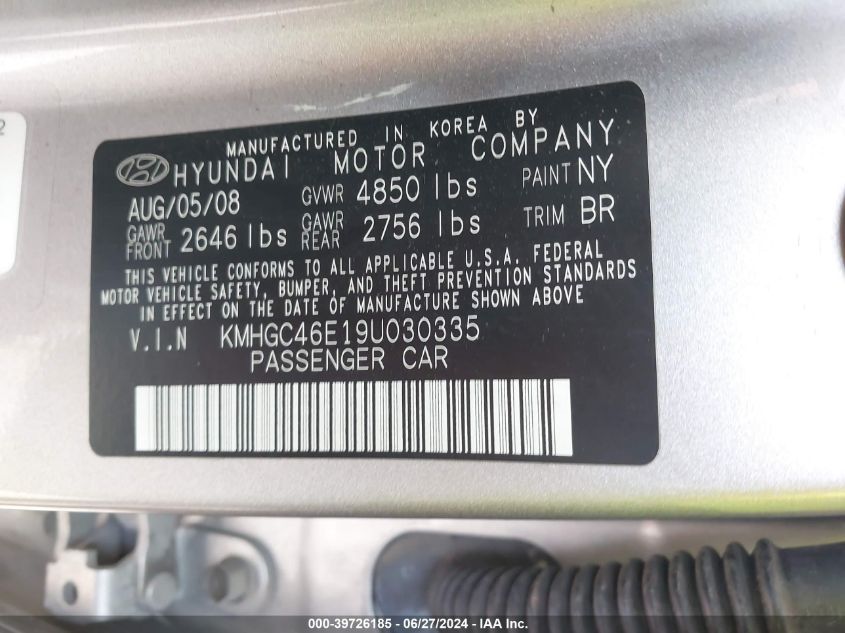 2
MANUFACTURED IN KOREA BY
HYUNDAI MOTOR COMPANY
AUG/05/08 GVWR 4850 lbs PAINT NY
GAWR FRONT 2646 lbs GAWR REAR 2756 lbs TRIM BR
THIS VEHICLE CONFORMS TO ALL APPLICABLE U.S.A. FEDERAL
MOTOR VEHICLE SAFETY, BUMPER, AND THEFT PREVENTION STANDARDS
IN EFFECT ON THE DATE OF MANUFACTURE SHOWN ABOVE
V.I.N KMHGC46E19U030335
PASSENGER CAR
000-39726185 - 06/27/2024 - IAA Inc.